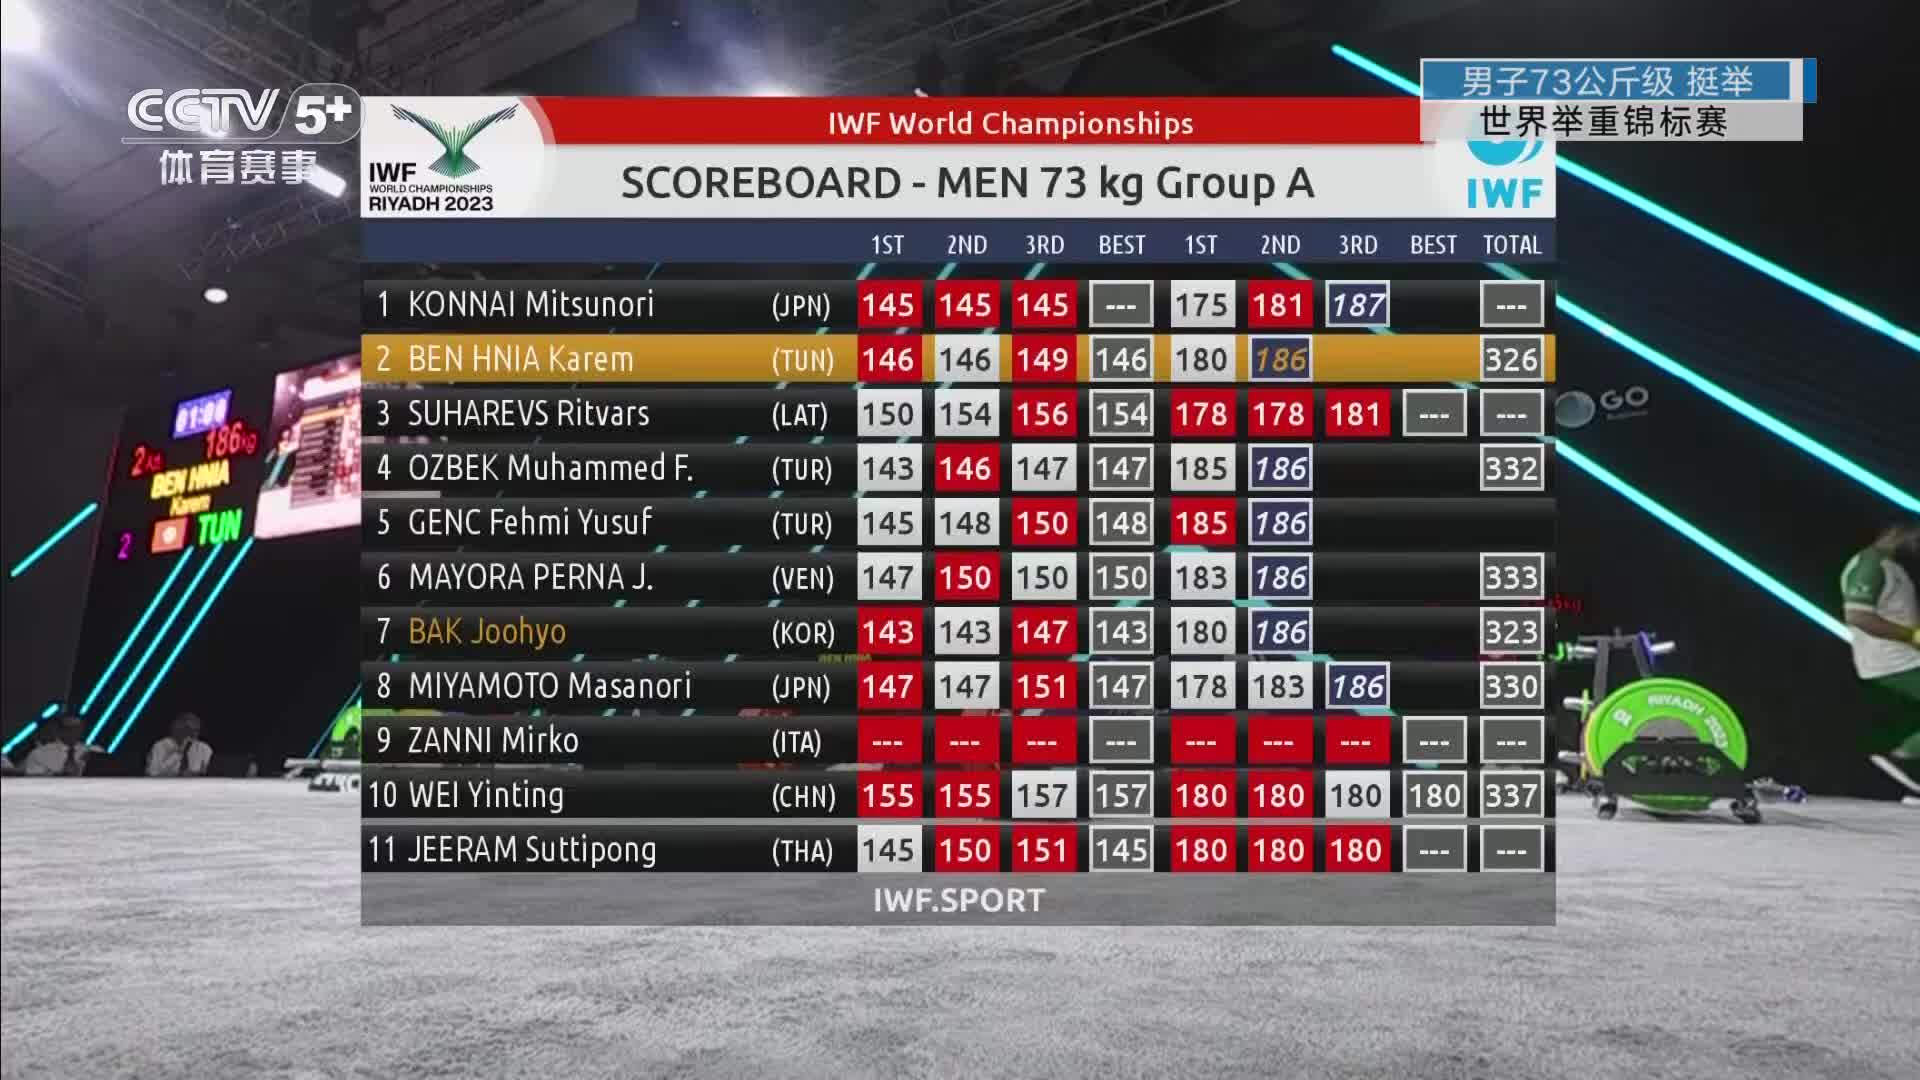 CCTV 5+
体育赛事
男子73公斤级 挺举
世界举重锦标赛
IWF
WORLD CHAMPIONSHIPS
RIYADH 2023
IWF World Championships
SCOREBOARD - MEN 73 kg Group A
IWF
1ST 2ND 3RD BEST 1ST 2ND 3RD BEST TOTAL
1 KONNAI Mitsunori (JPN) 145 145 145 --- 175 181 187 ---
2 BEN HNIA Karem (TUN) 146 146 149 146 180 186 326
3 SUHAREVS Ritvars (LAT) 150 154 156 154 178 178 181 --- ---
4 OZBEK Muhammed F. (TUR) 143 146 147 147 185 186 332
5 GENC Fehmi Yusuf (TUR) 145 148 150 148 185 186
6 MAYORA PERNA J. (VEN) 147 150 150 150 183 186 333
7 BAK Joohyo (KOR) 143 143 147 143 180 186 323
8 MIYAMOTO Masanori (JPN) 147 147 151 147 178 183 186 330
9 ZANNI Mirko (ITA) --- --- --- --- --- --- --- --- ---
10 WEI Yinting (CHN) 155 155 157 157 180 180 180 180 337
11 JEERAM Suttipong (THA) 145 150 151 145 180 180 180 --- ---
IWF.SPORT
01:00
2 186kg
BEN HNIA
Karem
2 TUN
GO
RIYADH 2023
10